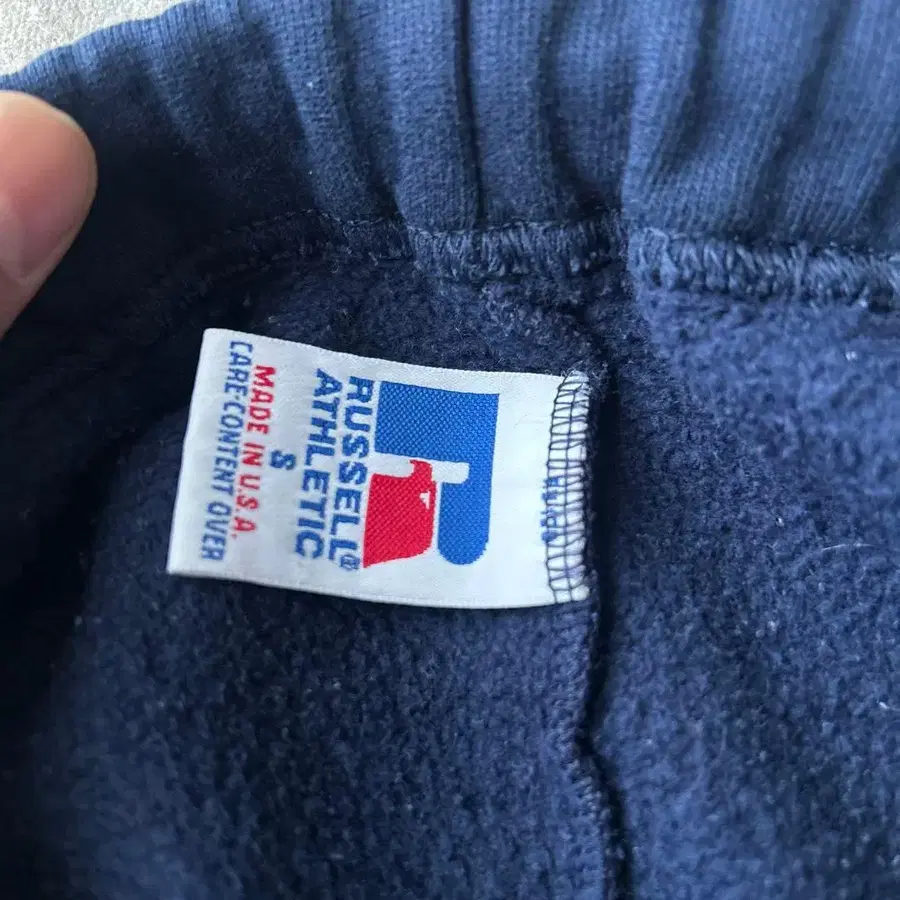 RUSSELL®
ATHLETIC
S
MADE IN U.S.A.
CARE-CONTENT OVER